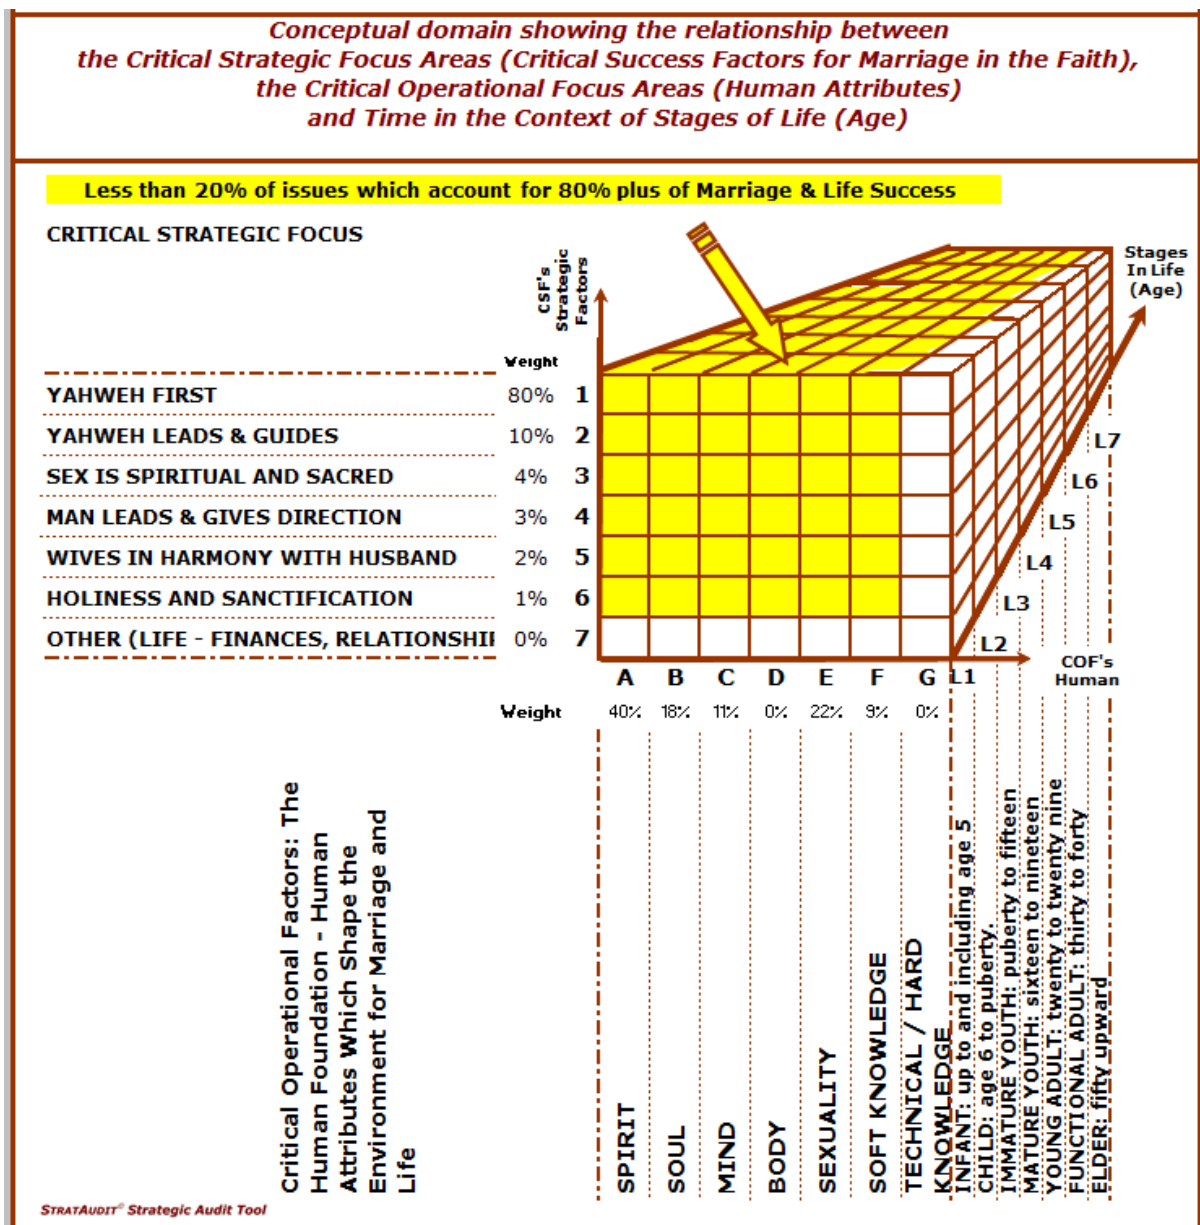 Conceptual domain showing the relationship between
the Critical Strategic Focus Areas (Critical Success Factors for Marriage in the Faith),
the Critical Operational Focus Areas (Human Attributes)
and Time in the Context of Stages of Life (Age)
Less than 20% of issues which account for 80% plus of Marriage & Life Success
CRITICAL STRATEGIC FOCUS
CSF's
Strategic
Factors
Stages
In Life
(Age)
Weight
YAHWEH FIRST 80% 1
YAHWEH LEADS & GUIDES 10% 2
SEX IS SPIRITUAL AND SACRED 4% 3
MAN LEADS & GIVES DIRECTION 3% 4
WIVES IN HARMONY WITH HUSBAND 2% 5
HOLINESS AND SANCTIFICATION 1% 6
OTHER (LIFE - FINANCES, RELATIONSHIP 0% 7
L7
L6
L5
L4
L3
L2
L1
COF's
Human
A B C D E F G
Weight 40% 18% 11% 0% 22% 9% 0%
Critical Operational Factors: The
Human Foundation - Human
Attributes Which Shape the
Environment for Marriage and
Life
SPIRIT
SOUL
MIND
BODY
SEXUALITY
SOFT KNOWLEDGE
TECHNICAL / HARD
KNOWLEDGE
INFANT: up to and including age 5
CHILD: age 6 to puberty.
IMMATURE YOUTH: puberty to fifteen
MATURE YOUTH: sixteen to nineteen
YOUNG ADULT: twenty to twenty nine
FUNCTIONAL ADULT: thirty to forty
ELDER: fifty upward
STRATAUDIT© Strategic Audit Tool